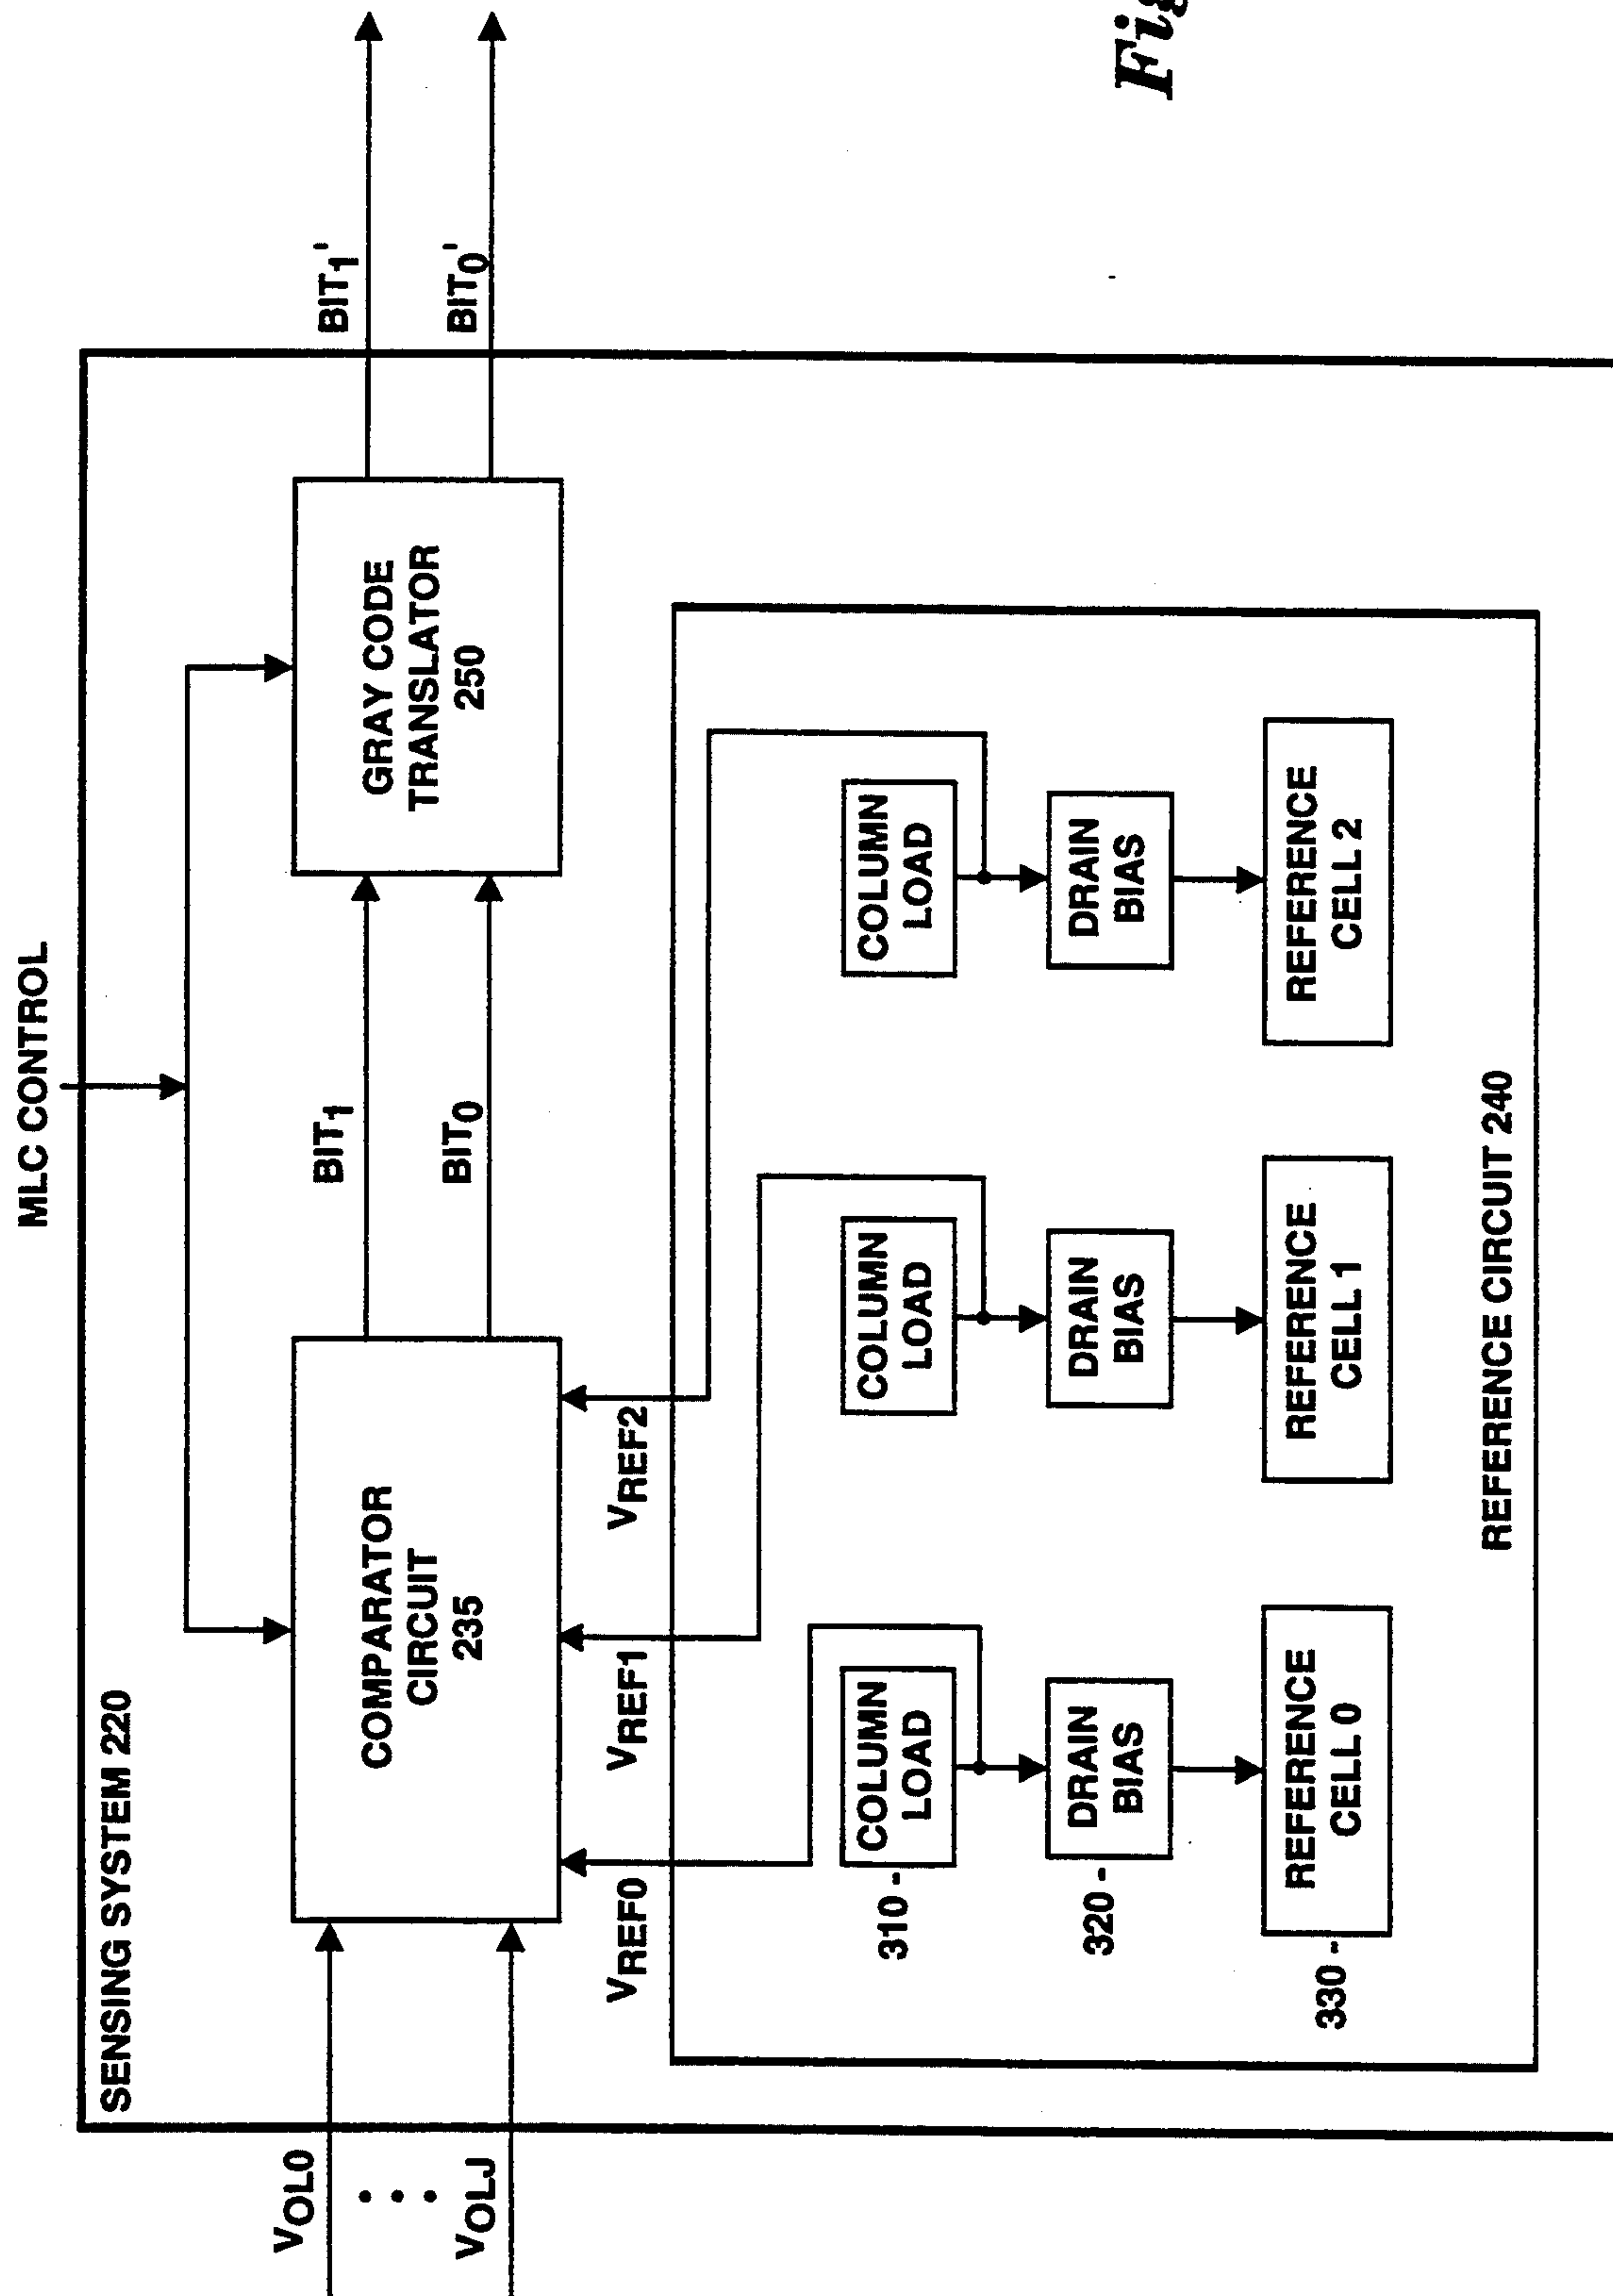 MLC CONTROL
SENSING SYSTEM 220
VOL0
VOLJ
COMPARATOR
CIRCUIT
235
BIT1
BIT0
GRAY CODE
TRANSLATOR
250
BIT1'
BIT0'
VREF0
VREF1
VREF2
310
COLUMN
LOAD
COLUMN
LOAD
COLUMN
LOAD
320
DRAIN
BIAS
DRAIN
BIAS
DRAIN
BIAS
330
REFERENCE
CELL 0
REFERENCE
CELL 1
REFERENCE
CELL 2
REFERENCE CIRCUIT 240